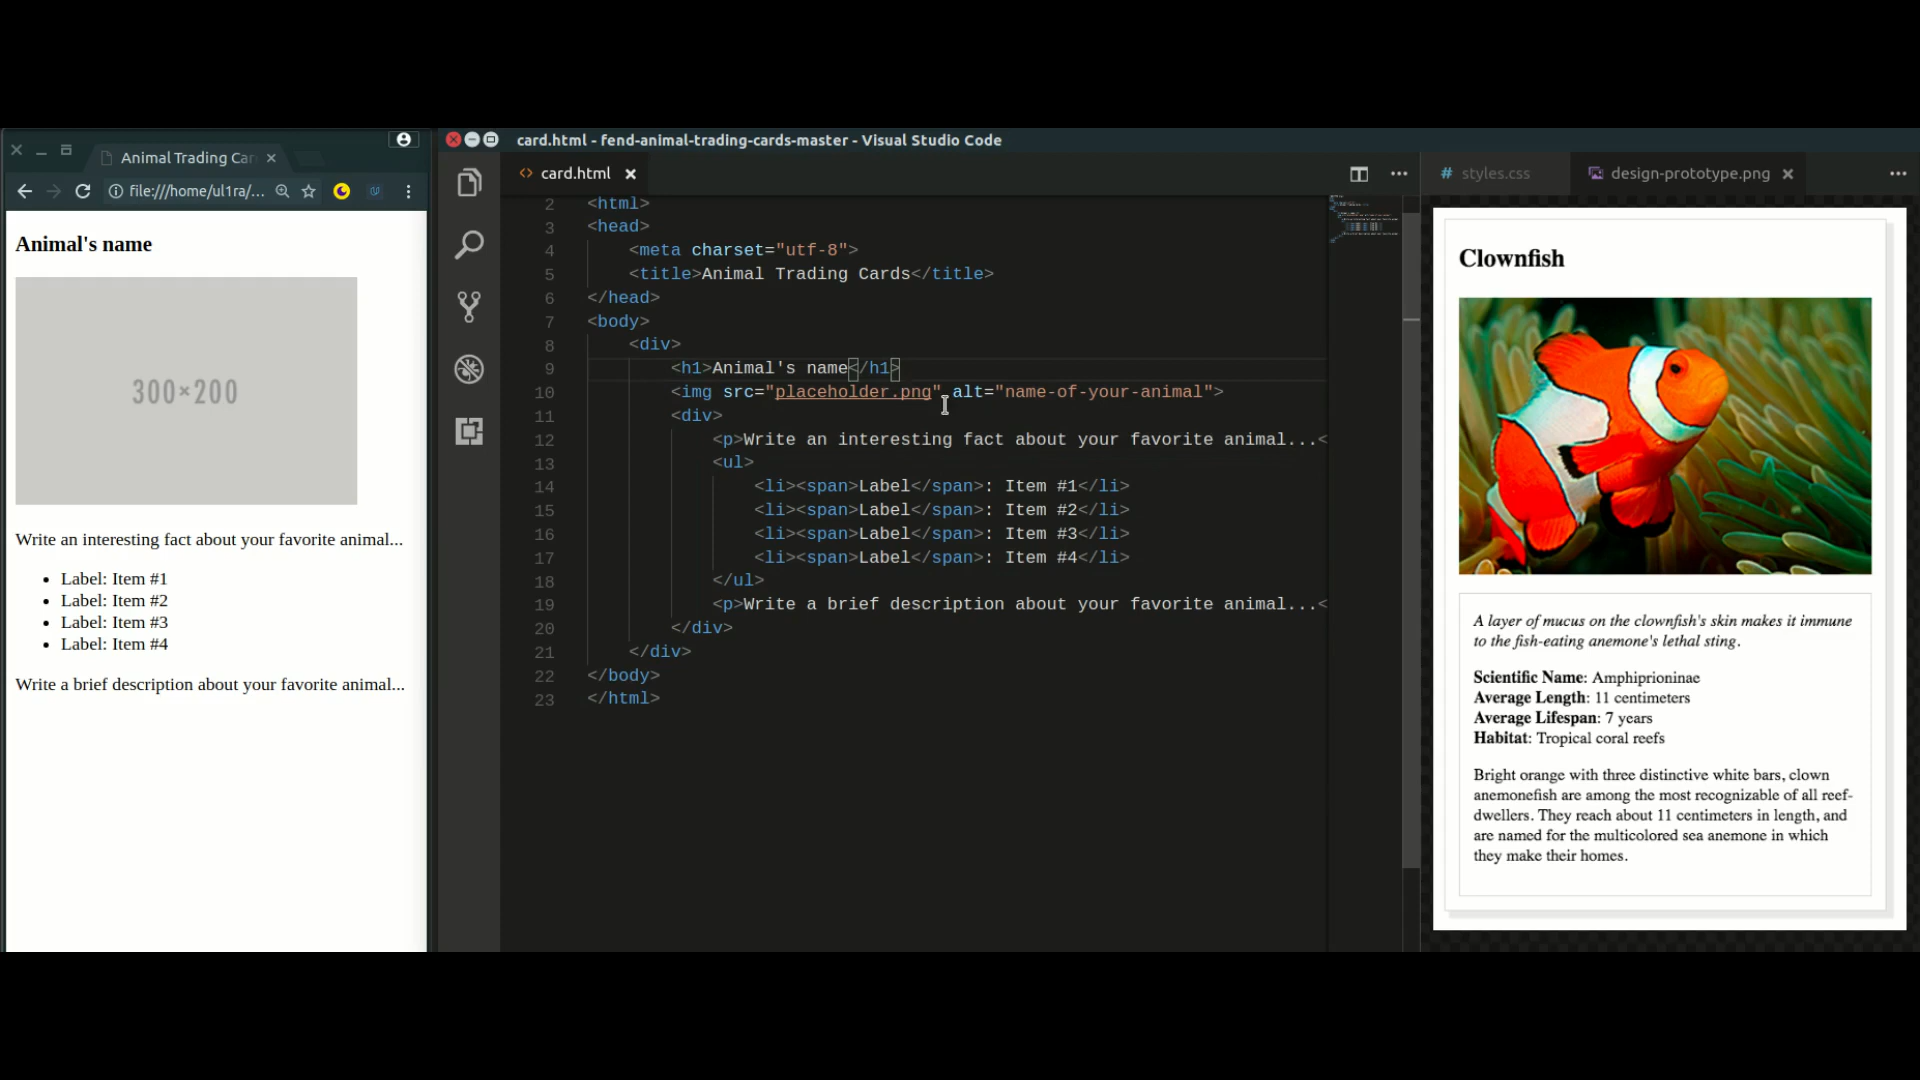 Animal Trading Car
file:///home/ul1ra/...
Animal's name
300×200
Write an interesting fact about your favorite animal...
• Label: Item #1
• Label: Item #2
• Label: Item #3
• Label: Item #4
Write a brief description about your favorite animal...
card.html - fend-animal-trading-cards-master - Visual Studio Code
<> card.html
2 <html>
3 <head>
4 <meta charset="utf-8">
5 <title>Animal Trading Cards</title>
6 </head>
7 <body>
8 <div>
9 <h1>Animal's name</h1>
10 <img src="placeholder.png" alt="name-of-your-animal">
11 <div>
12 <p>Write an interesting fact about your favorite animal...<
13 <ul>
14 <li><span>Label</span>: Item #1</li>
15 <li><span>Label</span>: Item #2</li>
16 <li><span>Label</span>: Item #3</li>
17 <li><span>Label</span>: Item #4</li>
18 </ul>
19 <p>Write a brief description about your favorite animal...<
20 </div>
21 </div>
22 </body>
23 </html>
# styles.css
design-prototype.png
Clownfish
A layer of mucus on the clownfish's skin makes it immune
to the fish-eating anemone's lethal sting.
Scientific Name: Amphiprioninae
Average Length: 11 centimeters
Average Lifespan: 7 years
Habitat: Tropical coral reefs
Bright orange with three distinctive white bars, clown
anemonefish are among the most recognizable of all reef-
dwellers. They reach about 11 centimeters in length, and
are named for the multicolored sea anemone in which
they make their homes.